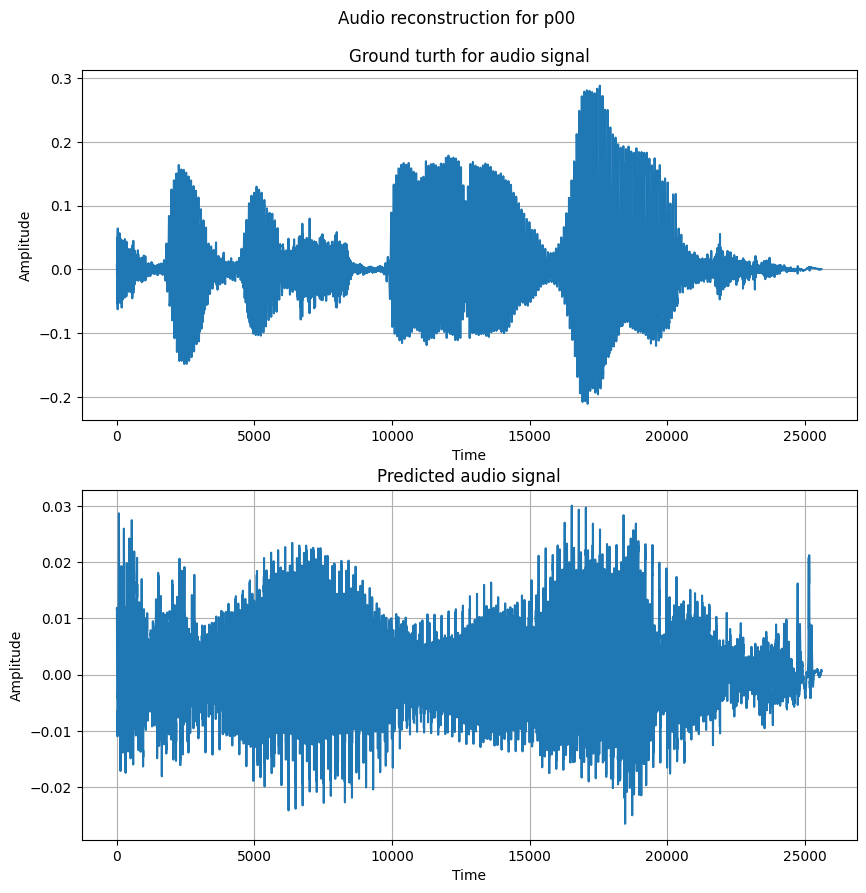 Audio reconstruction for p00
Ground turth for audio signal
0.3
0.2
0.1
0.0
−0.1
−0.2
Amplitude
0 5000 10000 15000 20000 25000
Time
Predicted audio signal
0.03
0.02
0.01
0.00
−0.01
−0.02
Amplitude
0 5000 10000 15000 20000 25000
Time